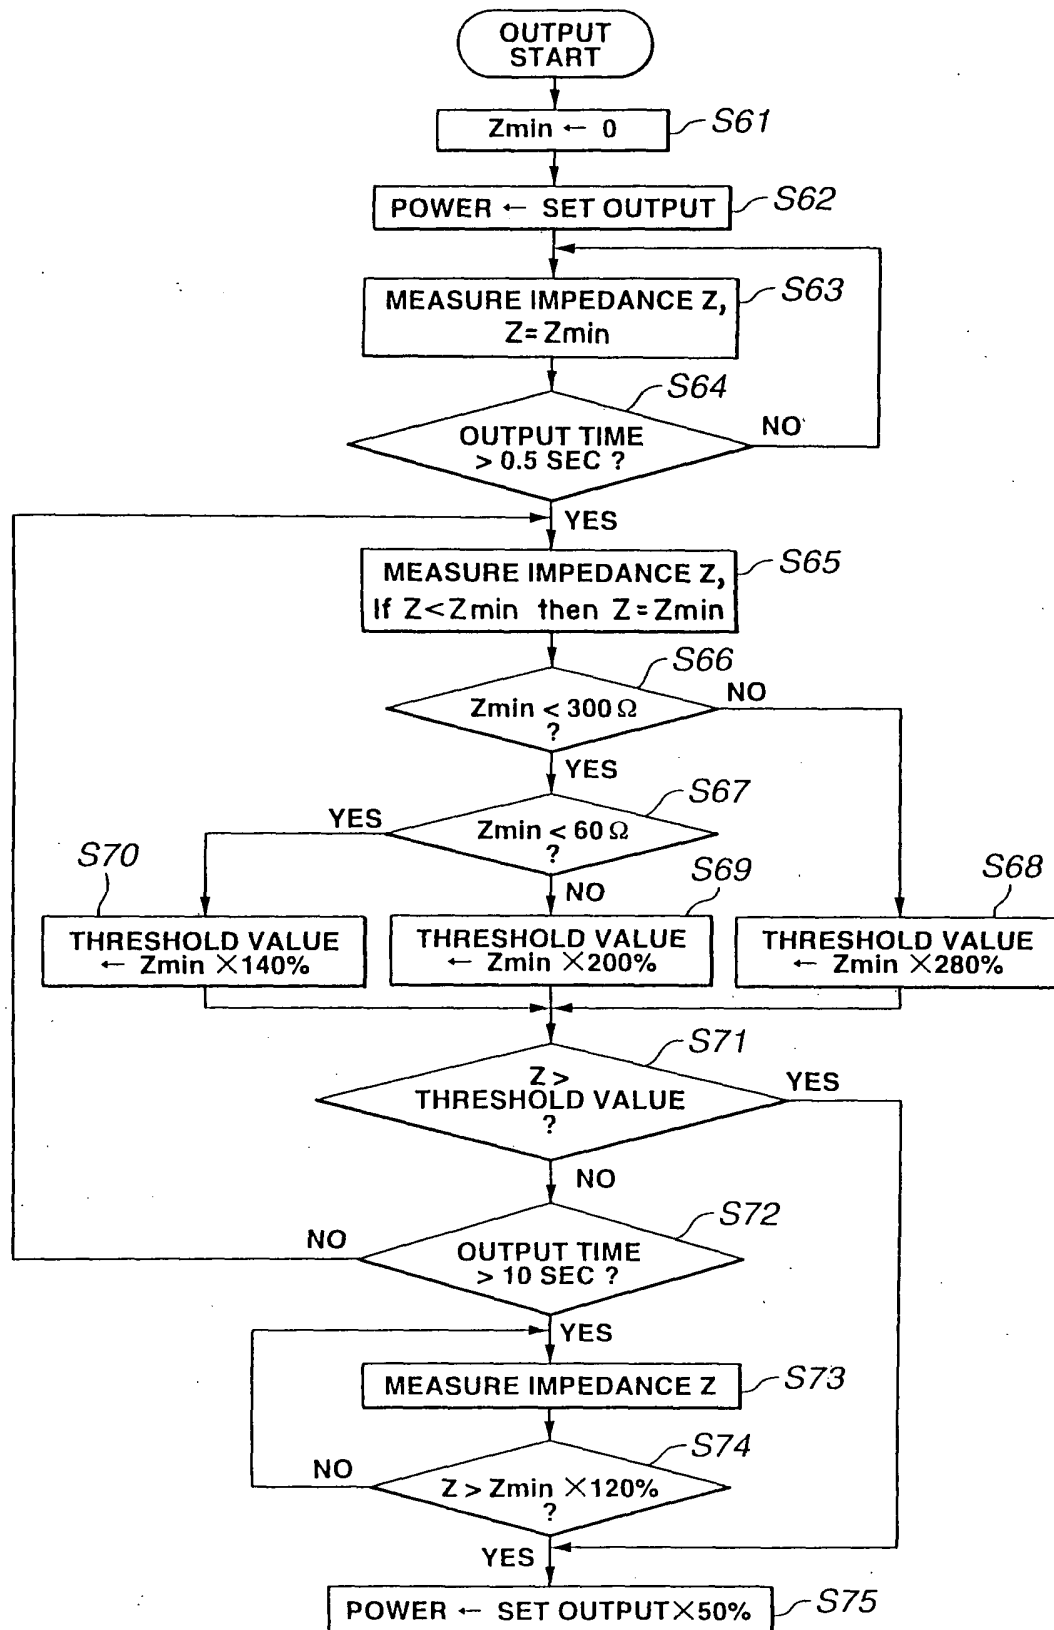 OUTPUT
START
Zmin ← 0
S61
POWER ← SET OUTPUT
S62
MEASURE IMPEDANCE Z,
Z=Zmin
S63
S64
OUTPUT TIME
> 0.5 SEC ?
NO
YES
MEASURE IMPEDANCE Z,
If Z<Zmin then Z=Zmin
S65
S66
Zmin < 300 Ω
?
NO
YES
S67
Zmin < 60 Ω
?
YES
NO
S70
THRESHOLD VALUE
← Zmin ×140%
S69
THRESHOLD VALUE
← Zmin ×200%
S68
THRESHOLD VALUE
← Zmin ×280%
S71
Z >
THRESHOLD VALUE
?
YES
NO
S72
OUTPUT TIME
> 10 SEC ?
NO
YES
MEASURE IMPEDANCE Z
S73
S74
Z > Zmin ×120%
?
NO
YES
POWER ← SET OUTPUT×50%
S75